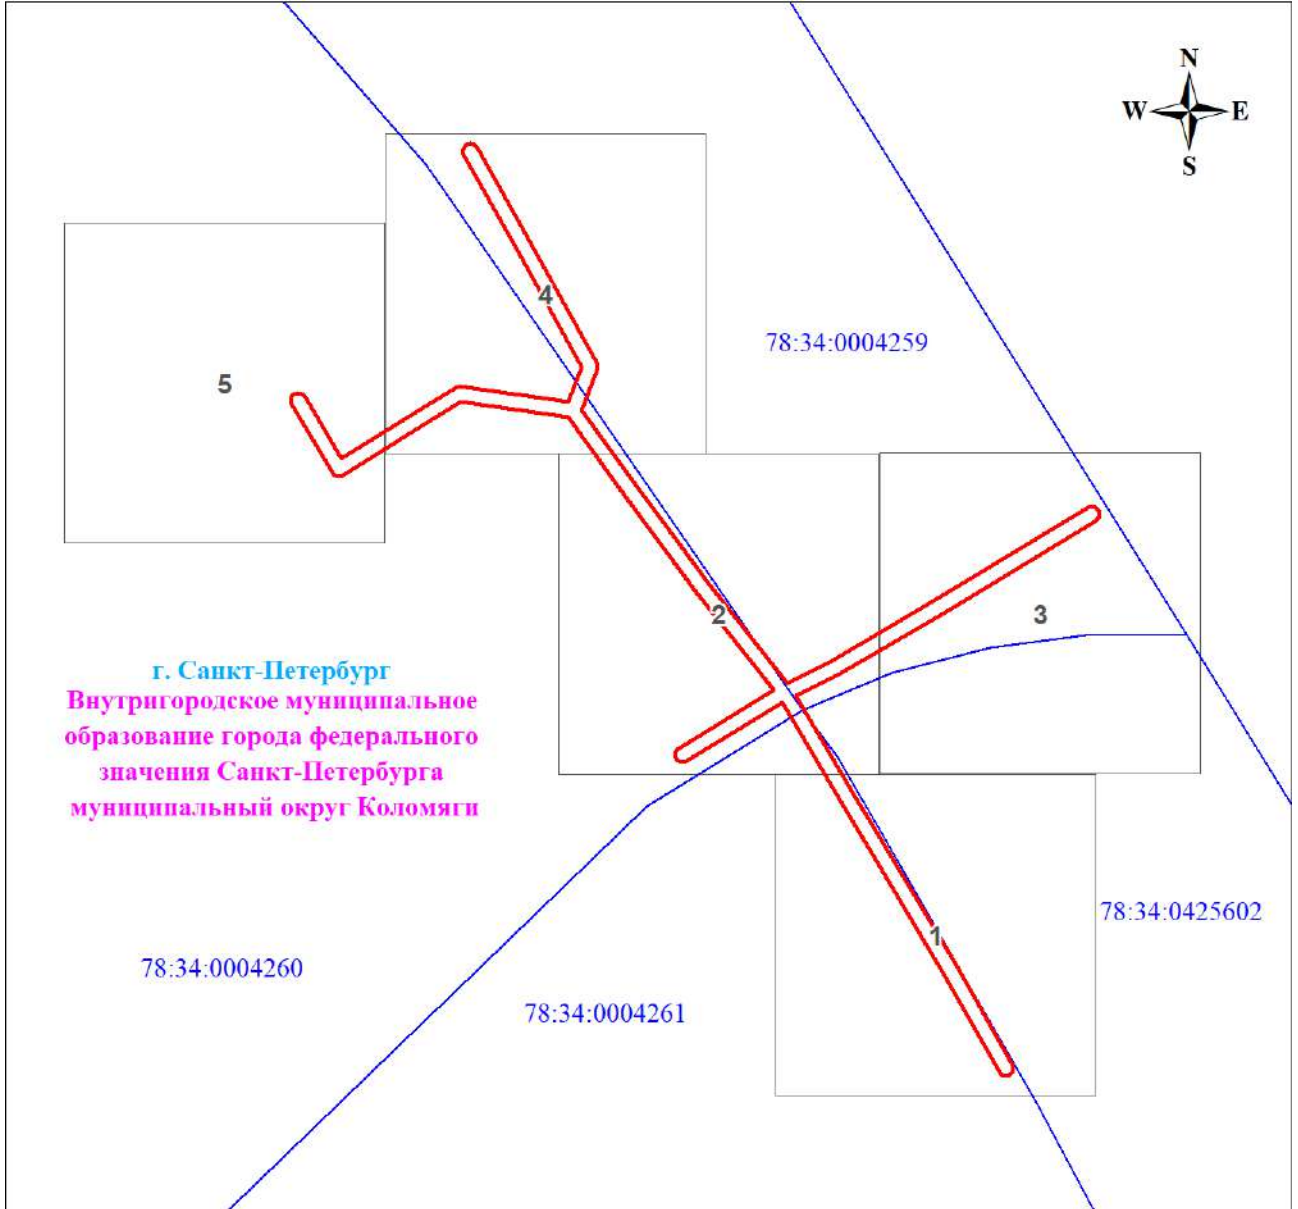 N
W E
S
4
78:34:0004259
5
2
3
г. Санкт-Петербург
Внутригородское муниципальное
образование города федерального
значения Санкт-Петербурга
муниципальный округ Коломяги
78:34:0425602
1
78:34:0004260
78:34:0004261